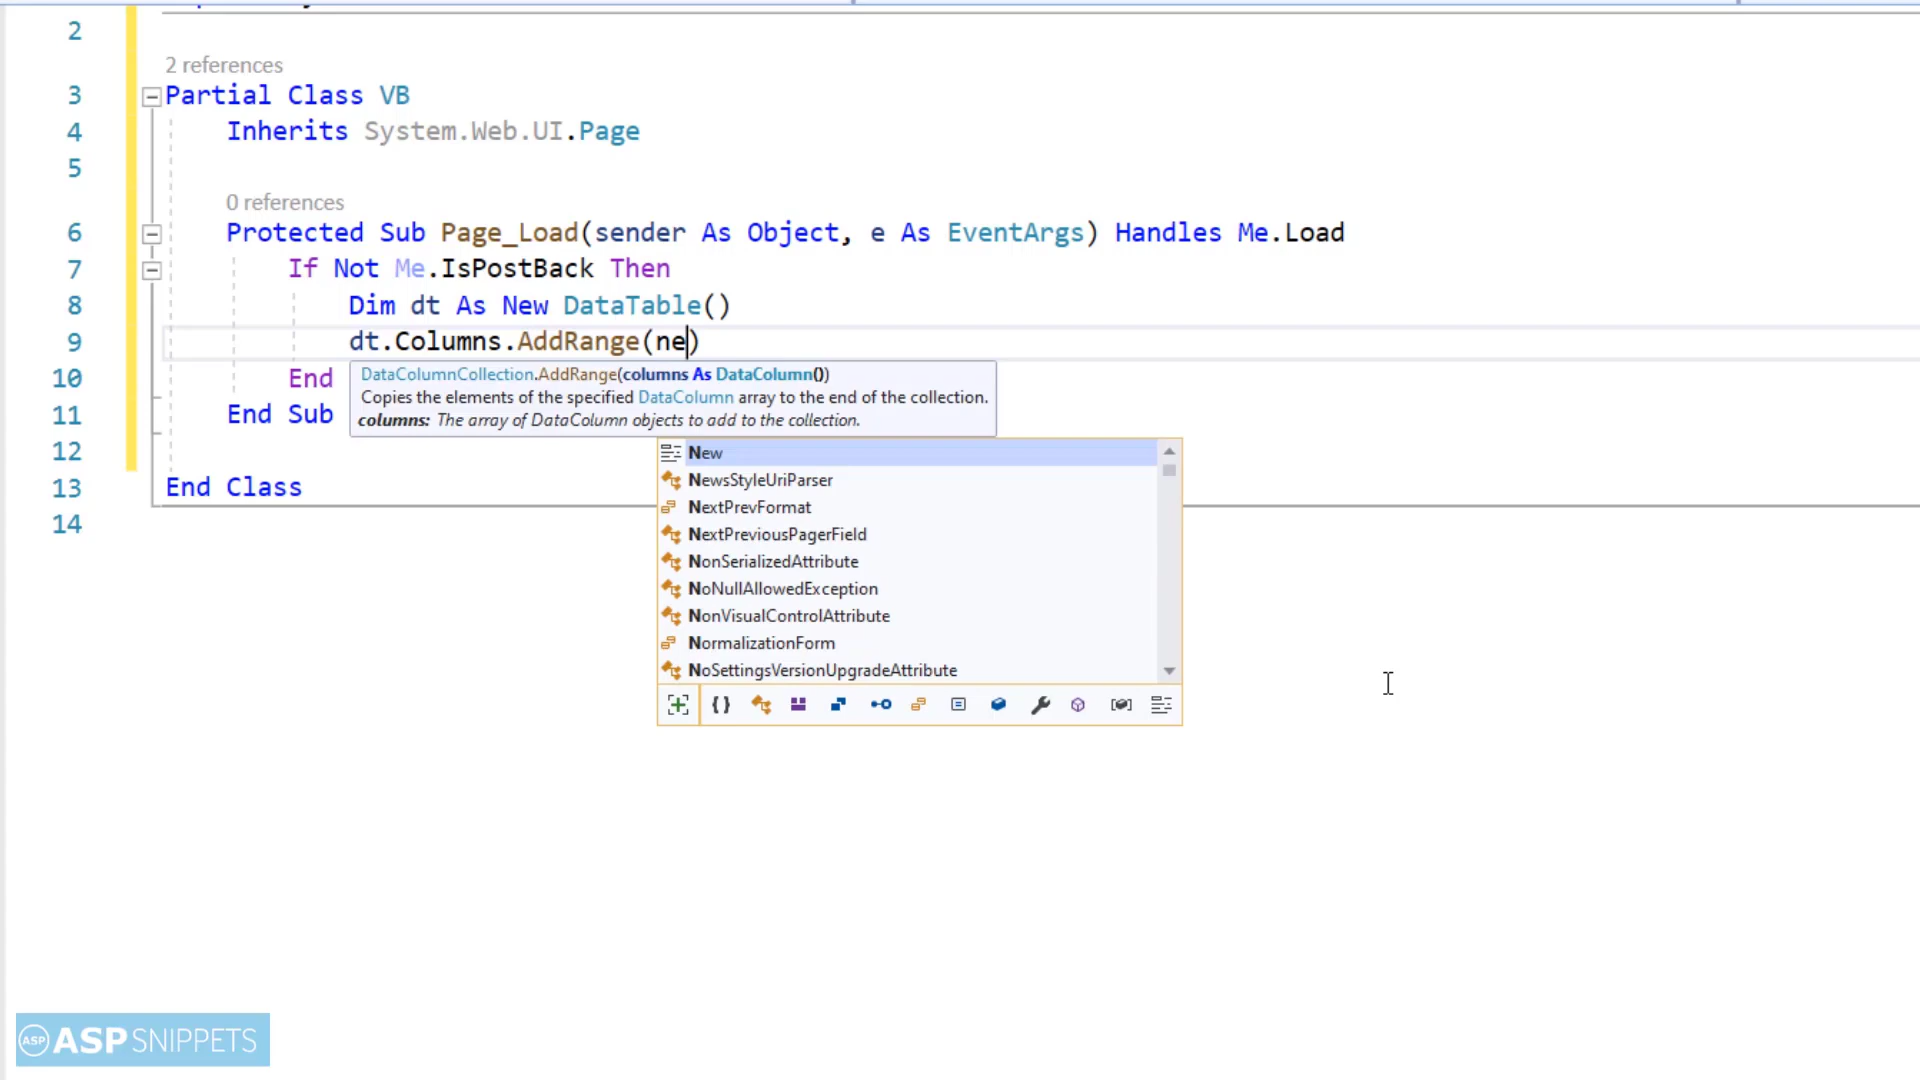 2
2 references
3 Partial Class VB
4 Inherits System.Web.UI.Page
5
0 references
6 Protected Sub Page_Load(sender As Object, e As EventArgs) Handles Me.Load
7 If Not Me.IsPostBack Then
8 Dim dt As New DataTable()
9 dt.Columns.AddRange(ne)
10 End
11 End Sub
12
13 End Class
14
DataColumnCollection.AddRange(columns As DataColumn())
Copies the elements of the specified DataColumn array to the end of the collection.
columns: The array of DataColumn objects to add to the collection.
New
NewsStyleUriParser
NextPrevFormat
NextPreviousPagerField
NonSerializedAttribute
NoNullAllowedException
NonVisualControlAttribute
NormalizationForm
NoSettingsVersionUpgradeAttribute
ASP ASPSNIPPETS